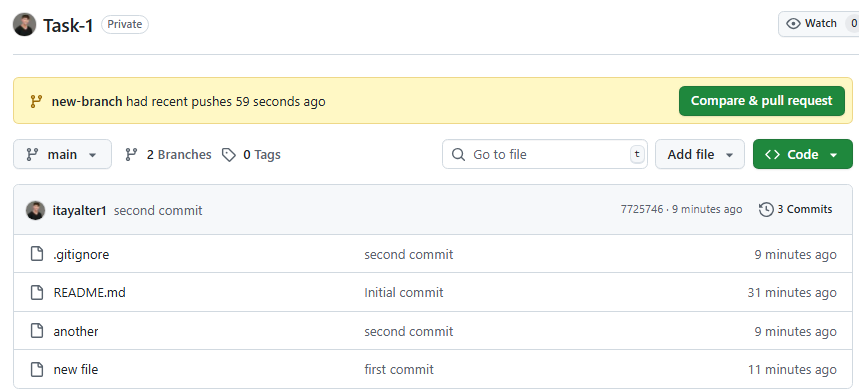 Task-1 Private Watch 0
new-branch had recent pushes 59 seconds ago Compare & pull request
main 2 Branches 0 Tags Go to file t Add file <> Code
itayalter1 second commit 7725746 · 9 minutes ago 3 Commits
.gitignore second commit 9 minutes ago
README.md Initial commit 31 minutes ago
another second commit 9 minutes ago
new file first commit 11 minutes ago